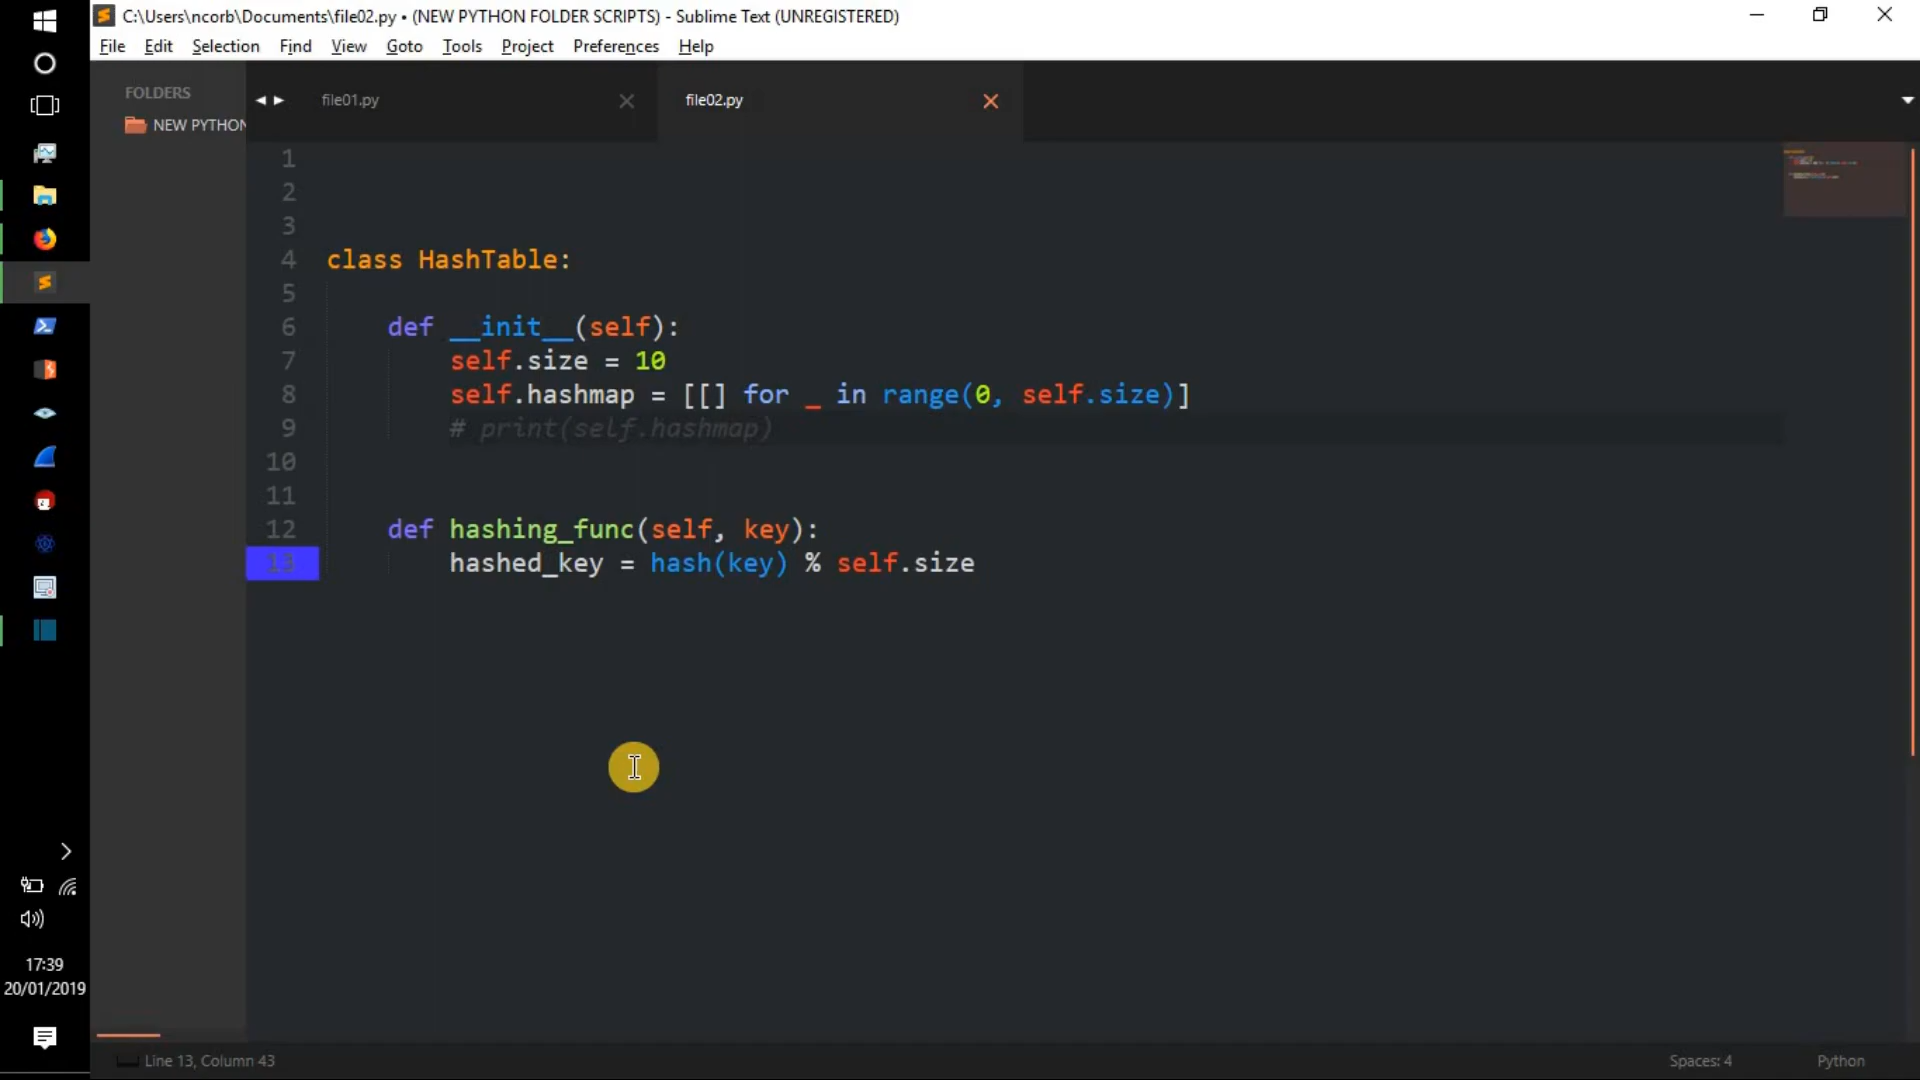 C:\Users\ncorb\Documents\file02.py • (NEW PYTHON FOLDER SCRIPTS) - Sublime Text (UNREGISTERED)
File Edit Selection Find View Goto Tools Project Preferences Help
FOLDERS
NEW PYTHON
file01.py
file02.py
1
2
3
4 class HashTable:
5
6 def __init__(self):
7 self.size = 10
8 self.hashmap = [[] for _ in range(0, self.size)]
9 # print(self.hashmap)
10
11
12 def hashing_func(self, key):
13 hashed_key = hash(key) % self.size
17:39
20/01/2019
Line 13, Column 43
Spaces: 4
Python